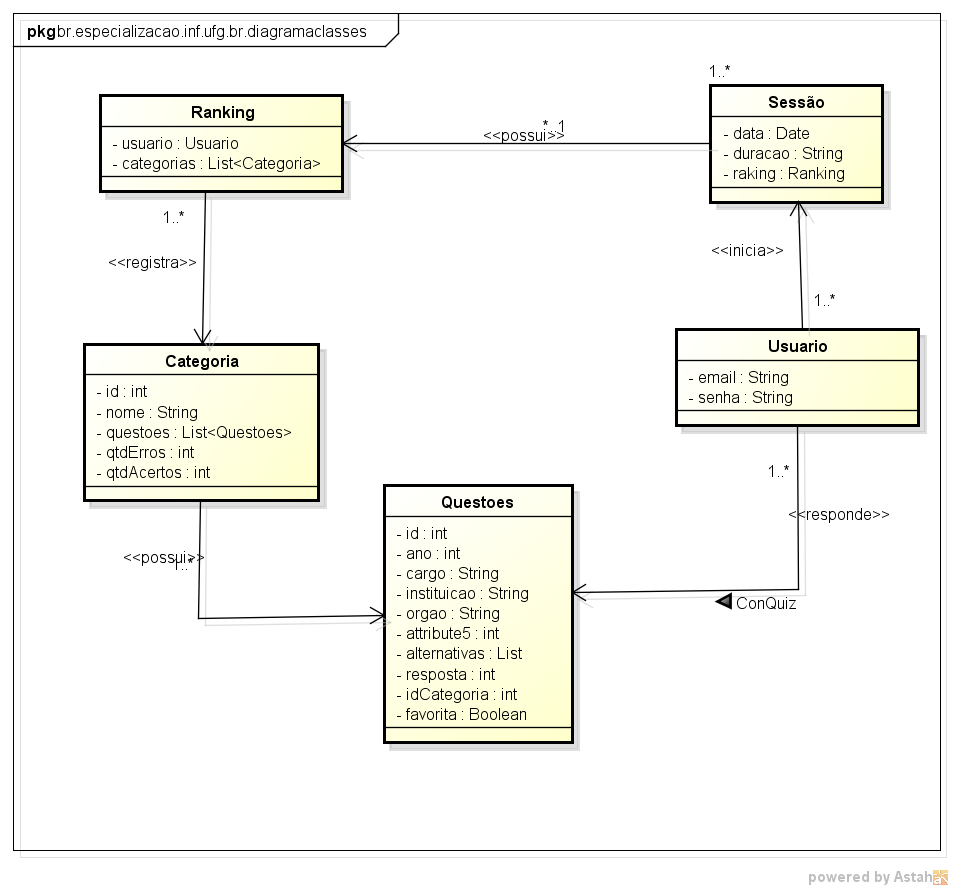 pkg br.especializacao.inf.ufg.br.diagramaclasses
1..*
Ranking
- usuario : Usuario
- categorias : List<Categoria>
*  1
<<possui>>
Sessão
- data : Date
- duracao : String
- raking : Ranking
1..*
<<registra>>
<<inicia>>
1..*
Usuario
- email : String
- senha : String
Categoria
- id : int
- nome : String
- questoes : List<Questoes>
- qtdErros : int
- qtdAcertos : int
1..*
<<responde>>
<<possui>>
1..*
Questoes
- id : int
- ano : int
- cargo : String
- instituicao : String
- orgao : String
- attribute5 : int
- alternativas : List
- resposta : int
- idCategoria : int
- favorita : Boolean
ConQuiz
powered by Astah